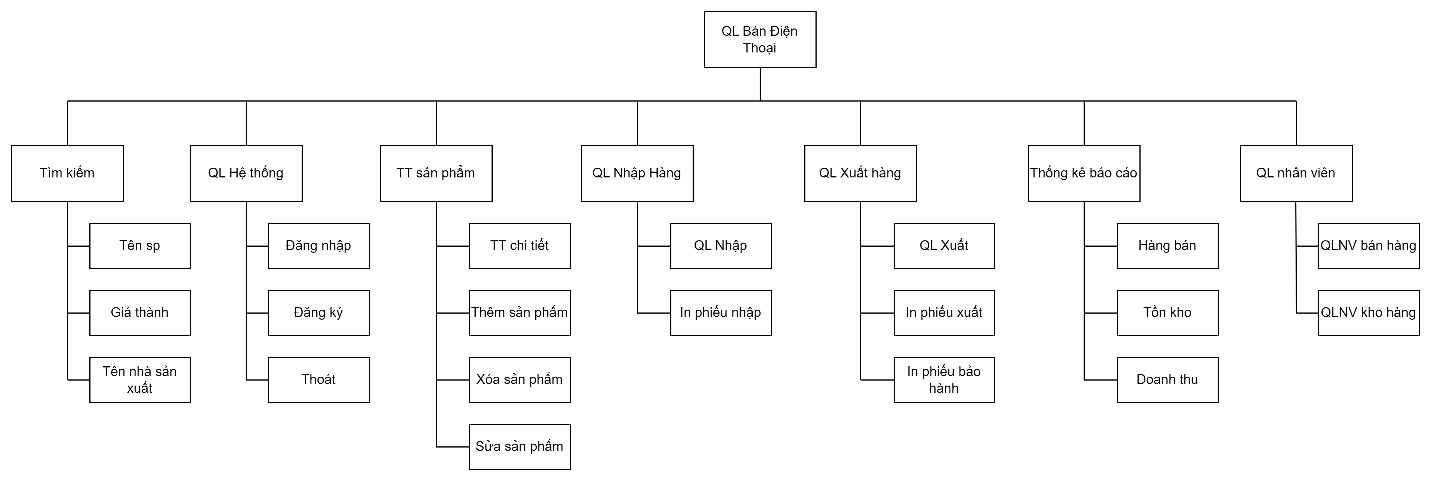 QL Bán Điện
Thoại
Tìm kiếm
QL Hệ thống
TT sản phẩm
QL Nhập Hàng
QL Xuất hàng
Thống kê báo cáo
QL nhân viên
Tên sp
Đăng nhập
TT chi tiết
QL Nhập
QL Xuất
Hàng bán
QLNV bán hàng
Giá thành
Đăng ký
Thêm sản phẩm
In phiếu nhập
In phiếu xuất
Tồn kho
QLNV kho hàng
Tên nhà sản
xuất
Thoát
Xóa sản phẩm
In phiếu bảo
hành
Doanh thu
Sửa sản phẩm